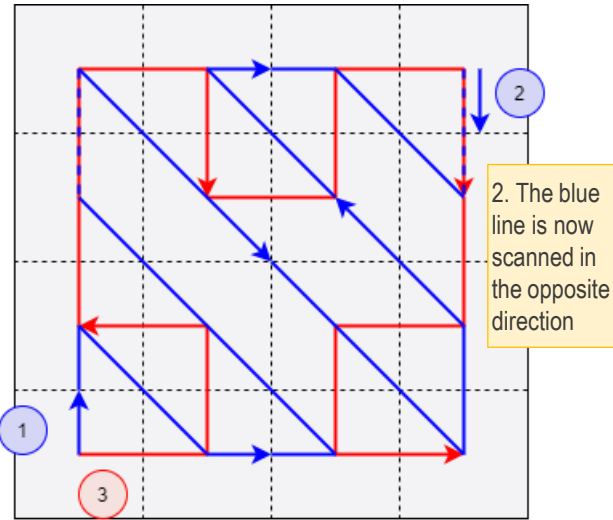 2
2. The blue
line is now
scanned in
the opposite
direction
1
3